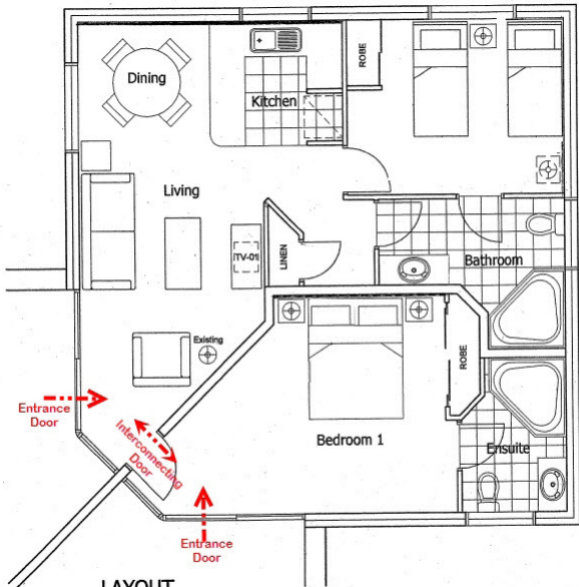 Dining
Kitchen
ROBE
Living
TV-01
LINEN
Bathroom
Existing
ROBE
Entrance
Door
Interconnecting
Door
Bedroom 1
Ensuite
Entrance
Door
LAYOUT